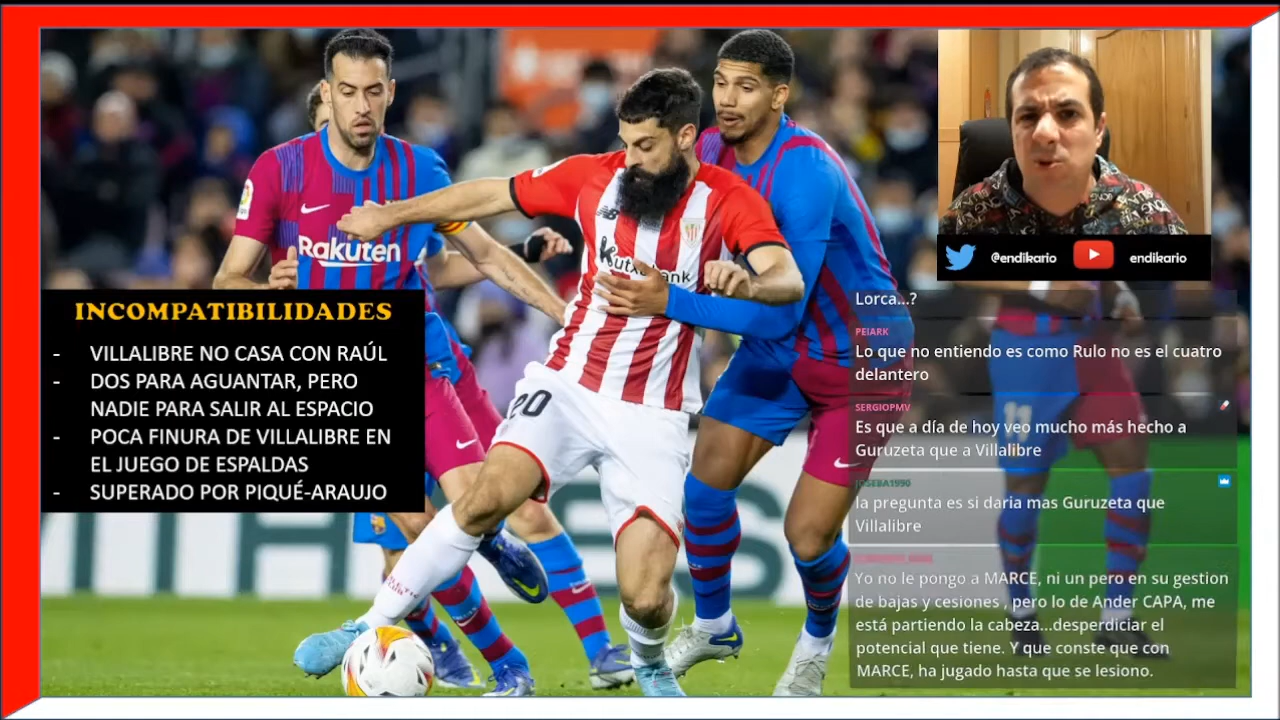 Rakuten
Kutxabank
20
INCOMPATIBILIDADES
- VILLALIBRE NO CASA CON RAÚL
- DOS PARA AGUANTAR, PERO
NADIE PARA SALIR AL ESPACIO
- POCA FINURA DE VILLALIBRE EN
EL JUEGO DE ESPALDAS
- SUPERADO POR PIQUÉ-ARAUJO
@endikario
endikario
Lorca...?
PEIARK
Lo que no entiendo es como Rulo no es el cuatro
delantero
SERGIOPMV
Es que a día de hoy veo mucho más hecho a
Guruzeta que a Villalibre
JOSEBA1990
la pregunta es si daria mas Guruzeta que
Villalibre
Yo no le pongo a MARCE, ni un pero en su gestion
de bajas y cesiones , pero lo de Ander CAPA, me
está partiendo la cabeza...desperdiciar el
potencial que tiene. Y que conste que con
MARCE, ha jugado hasta que se lesiono.